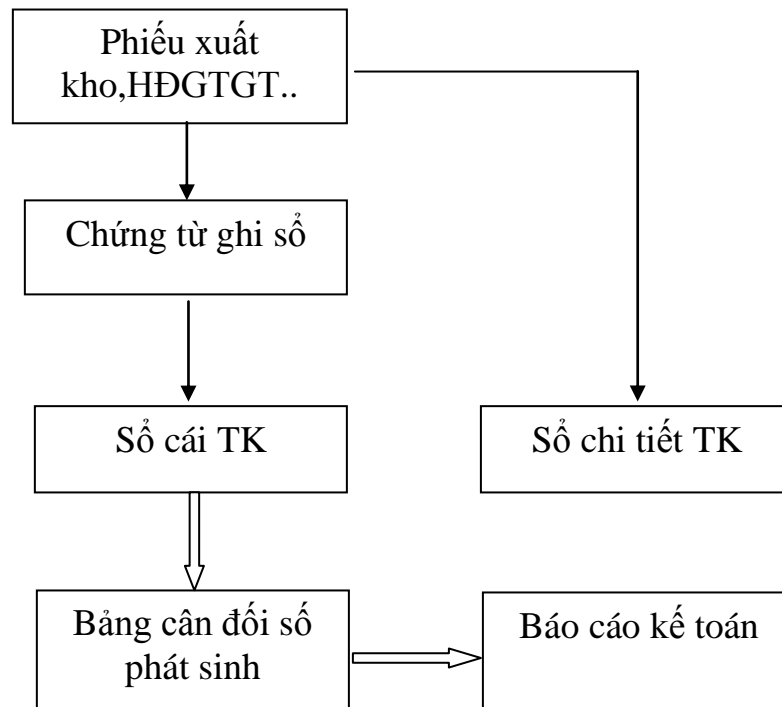 Phiếu xuất
kho,HĐGTGT..
Chứng từ ghi sổ
Sổ cái TK
Sổ chi tiết TK
Bảng cân đối số
phát sinh
Báo cáo kế toán